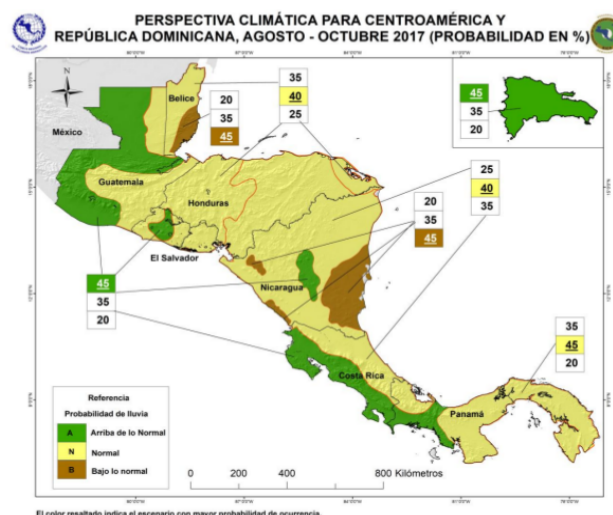 PERSPECTIVA CLIMÁTICA PARA CENTROAMÉRICA Y
REPÚBLICA DOMINICANA, AGOSTO - OCTUBRE 2017 (PROBABILIDAD EN %)
N
México
Belice
35
40
25
20
35
45
45
35
20
Guatemala
Honduras
El Salvador
Nicaragua
25
40
35
20
35
45
45
35
20
Costa Rica
Panamá
35
45
20
Referencia
Probabilidad de lluvia
A Arriba de lo Normal
N Normal
B Bajo lo normal
0 200 400 800 Kilómetros
El color resaltado indica el escenario con mayor probabilidad de ocurrencia